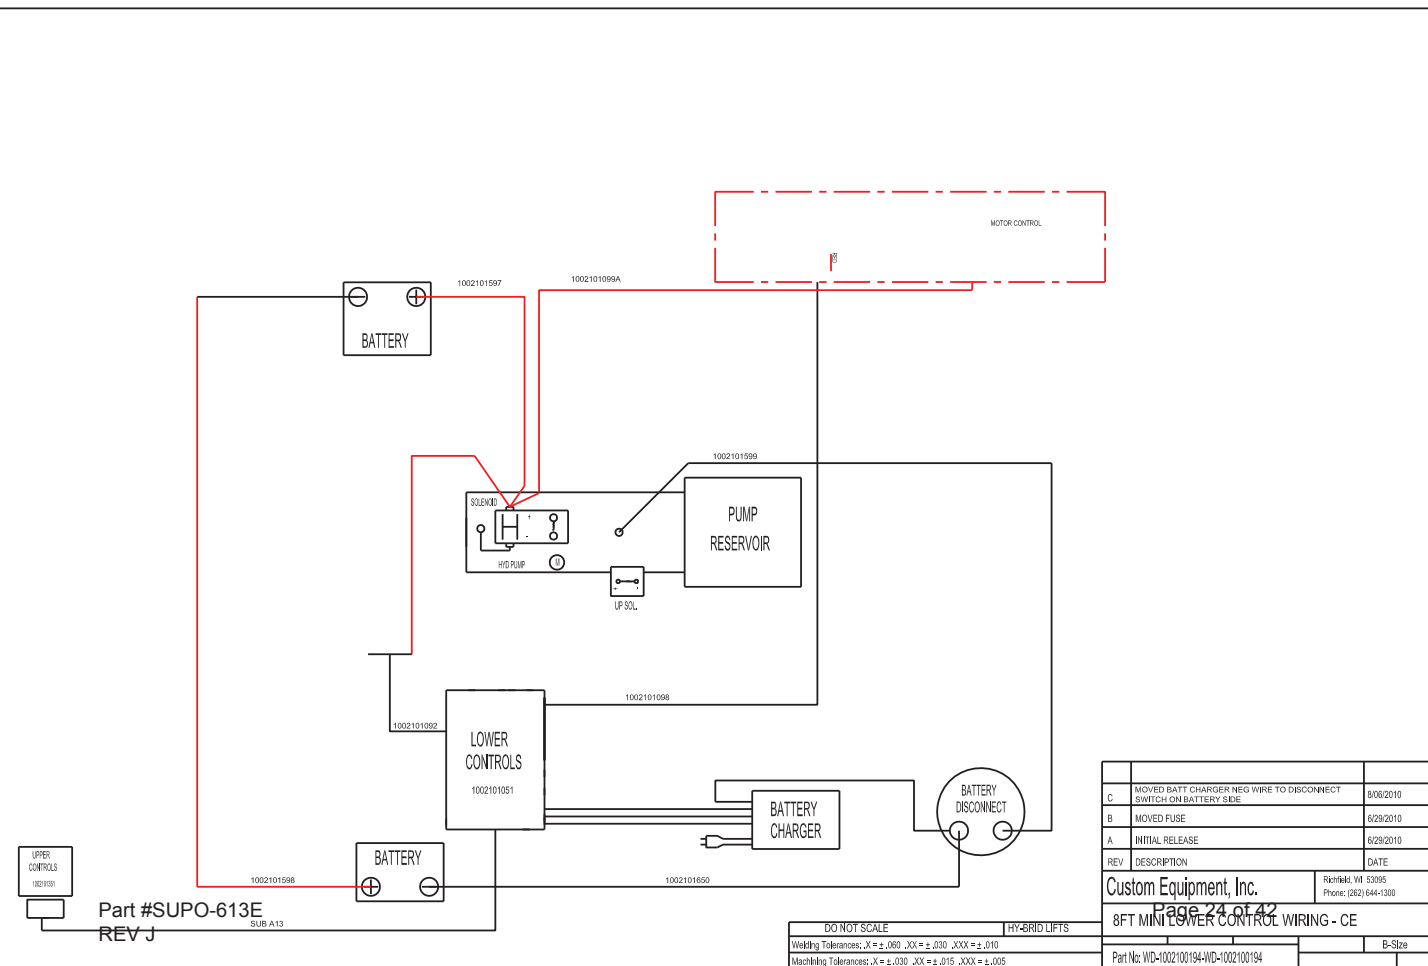 MOTOR CONTROL
RED
1002101597
1002101099A
BATTERY
1002101599
SOLENOID
+
-
HYD PUMP
M
PUMP
RESERVOIR
+ -
UP SOL.
1002101098
1002101092
LOWER
CONTROLS
1002101051
BATTERY
CHARGER
BATTERY
DISCONNECT
BATTERY
1002101598
1002101650
UPPER
CONTROLS
1002101351
SUB A13
Part #SUPO-613E
REV J
Page 24 of 42
C MOVED BATT CHARGER NEG WIRE TO DISCONNECT
SWITCH ON BATTERY SIDE 8/06/2010
B MOVED FUSE 6/29/2010
A INITIAL RELEASE 6/29/2010
REV DESCRIPTION DATE
Custom Equipment, Inc.
Richfield, WI 53095
Phone: (262) 644-1300
8FT MINI LOWER CONTROL WIRING - CE
B-Size
Part No: WD-1002100194-WD-1002100194
DO NOT SCALE HY-BRID LIFTS
Welding Tolerances: .X = ± .060 .XX = ± .030 .XXX = ± .010
Machining Tolerances: .X = ± .030 .XX = ± .015 .XXX = ± .005